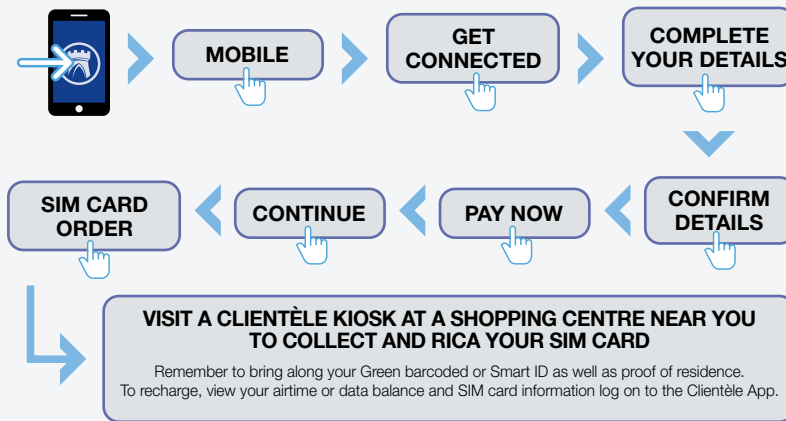 MOBILE
GET
CONNECTED
COMPLETE
YOUR DETAILS
CONFIRM
DETAILS
PAY NOW
CONTINUE
SIM CARD
ORDER
VISIT A CLIENTÈLE KIOSK AT A SHOPPING CENTRE NEAR YOU
TO COLLECT AND RICA YOUR SIM CARD
Remember to bring along your Green barcoded or Smart ID as well as proof of residence.
To recharge, view your airtime or data balance and SIM card information log on to the Clientèle App.